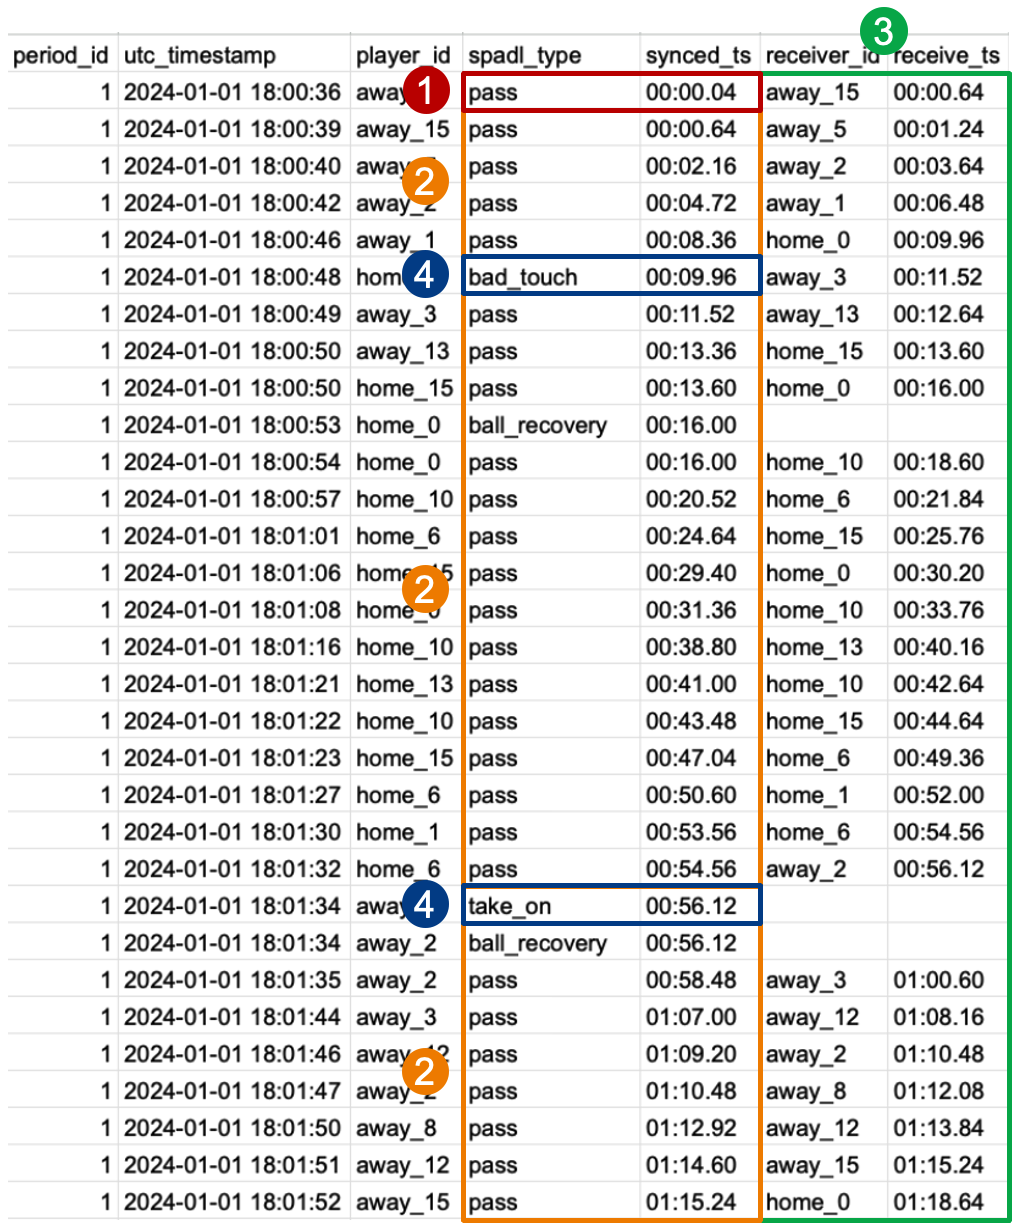 3
period_id utc_timestamp player_id spadl_type synced_ts receiver_id receive_ts
1 2024-01-01 18:00:36 1 pass 00:00.04 away_15 00:00.64
1 2024-01-01 18:00:39 away_15 pass 00:00.64 away_5 00:01.24
1 2024-01-01 18:00:40 pass 00:02.16 away_2 00:03.64
2
1 2024-01-01 18:00:42 away_2 pass 00:04.72 away_1 00:06.48
1 2024-01-01 18:00:46 away_1 pass 00:08.36 home_0 00:09.96
1 2024-01-01 18:00:48 4 bad_touch 00:09.96 away_3 00:11.52
1 2024-01-01 18:00:49 away_3 pass 00:11.52 away_13 00:12.64
1 2024-01-01 18:00:50 away_13 pass 00:13.36 home_15 00:13.60
1 2024-01-01 18:00:50 home_15 pass 00:13.60 home_0 00:16.00
1 2024-01-01 18:00:53 home_0 ball_recovery 00:16.00
1 2024-01-01 18:00:54 home_0 pass 00:16.00 home_10 00:18.60
1 2024-01-01 18:00:57 home_10 pass 00:20.52 home_6 00:21.84
1 2024-01-01 18:01:01 home_6 pass 00:24.64 home_15 00:25.76
1 2024-01-01 18:01:06 home_15 pass 00:29.40 home_0 00:30.20
2
1 2024-01-01 18:01:08 home_0 pass 00:31.36 home_10 00:33.76
1 2024-01-01 18:01:16 home_10 pass 00:38.80 home_13 00:40.16
1 2024-01-01 18:01:21 home_13 pass 00:41.00 home_10 00:42.64
1 2024-01-01 18:01:22 home_10 pass 00:43.48 home_15 00:44.64
1 2024-01-01 18:01:23 home_15 pass 00:47.04 home_6 00:49.36
1 2024-01-01 18:01:27 home_6 pass 00:50.60 home_1 00:52.00
1 2024-01-01 18:01:30 home_1 pass 00:53.56 home_6 00:54.56
1 2024-01-01 18:01:32 home_6 pass 00:54.56 away_2 00:56.12
1 2024-01-01 18:01:34 4 take_on 00:56.12
1 2024-01-01 18:01:34 away_2 ball_recovery 00:56.12
1 2024-01-01 18:01:35 away_2 pass 00:58.48 away_3 01:00.60
1 2024-01-01 18:01:44 away_3 pass 01:07.00 away_12 01:08.16
1 2024-01-01 18:01:46 away_12 pass 01:09.20 away_2 01:10.48
2
1 2024-01-01 18:01:47 away_2 pass 01:10.48 away_8 01:12.08
1 2024-01-01 18:01:50 away_8 pass 01:12.92 away_12 01:13.84
1 2024-01-01 18:01:51 away_12 pass 01:14.60 away_15 01:15.24
1 2024-01-01 18:01:52 away_15 pass 01:15.24 home_0 01:18.64